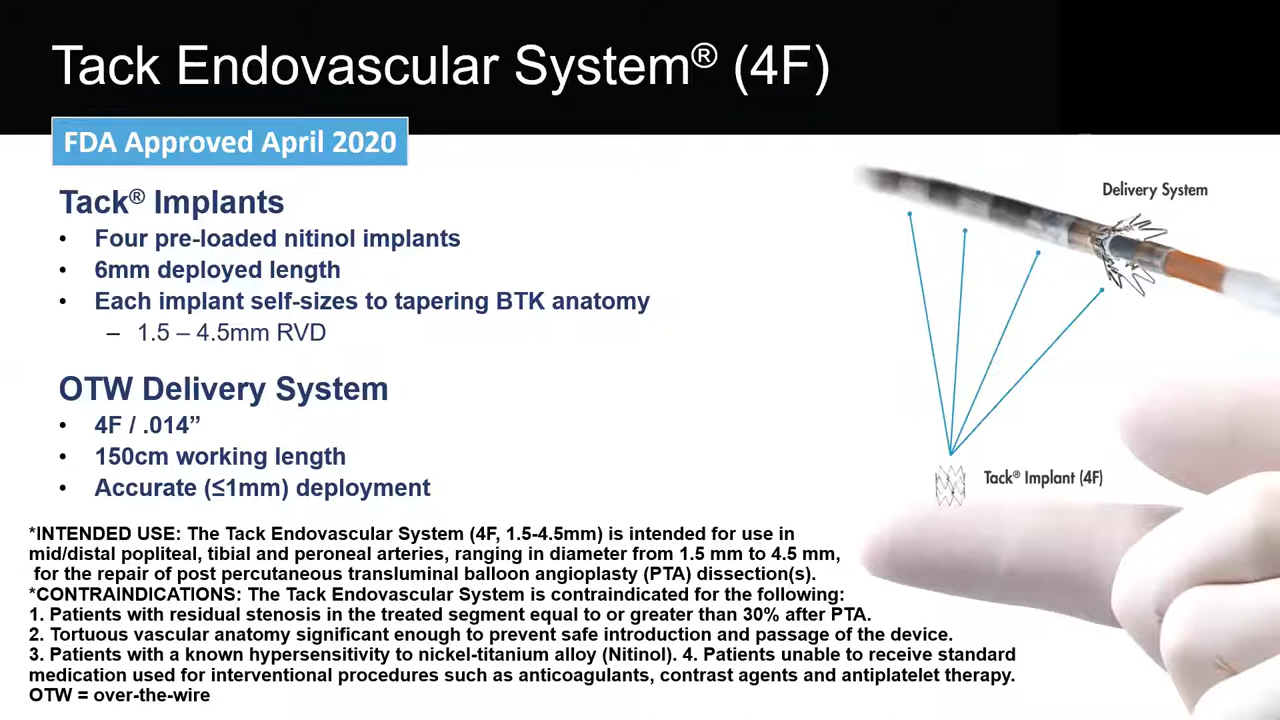 Tack Endovascular System® (4F)
FDA Approved April 2020
Tack® Implants
• Four pre-loaded nitinol implants
• 6mm deployed length
• Each implant self-sizes to tapering BTK anatomy
– 1.5 – 4.5mm RVD
OTW Delivery System
• 4F / .014”
• 150cm working length
• Accurate (≤1mm) deployment
Delivery System
Tack® Implant (4F)
*INTENDED USE: The Tack Endovascular System (4F, 1.5-4.5mm) is intended for use in
mid/distal popliteal, tibial and peroneal arteries, ranging in diameter from 1.5 mm to 4.5 mm,
for the repair of post percutaneous transluminal balloon angioplasty (PTA) dissection(s).
*CONTRAINDICATIONS: The Tack Endovascular System is contraindicated for the following:
1. Patients with residual stenosis in the treated segment equal to or greater than 30% after PTA.
2. Tortuous vascular anatomy significant enough to prevent safe introduction and passage of the device.
3. Patients with a known hypersensitivity to nickel-titanium alloy (Nitinol). 4. Patients unable to receive standard
medication used for interventional procedures such as anticoagulants, contrast agents and antiplatelet therapy.
OTW = over-the-wire